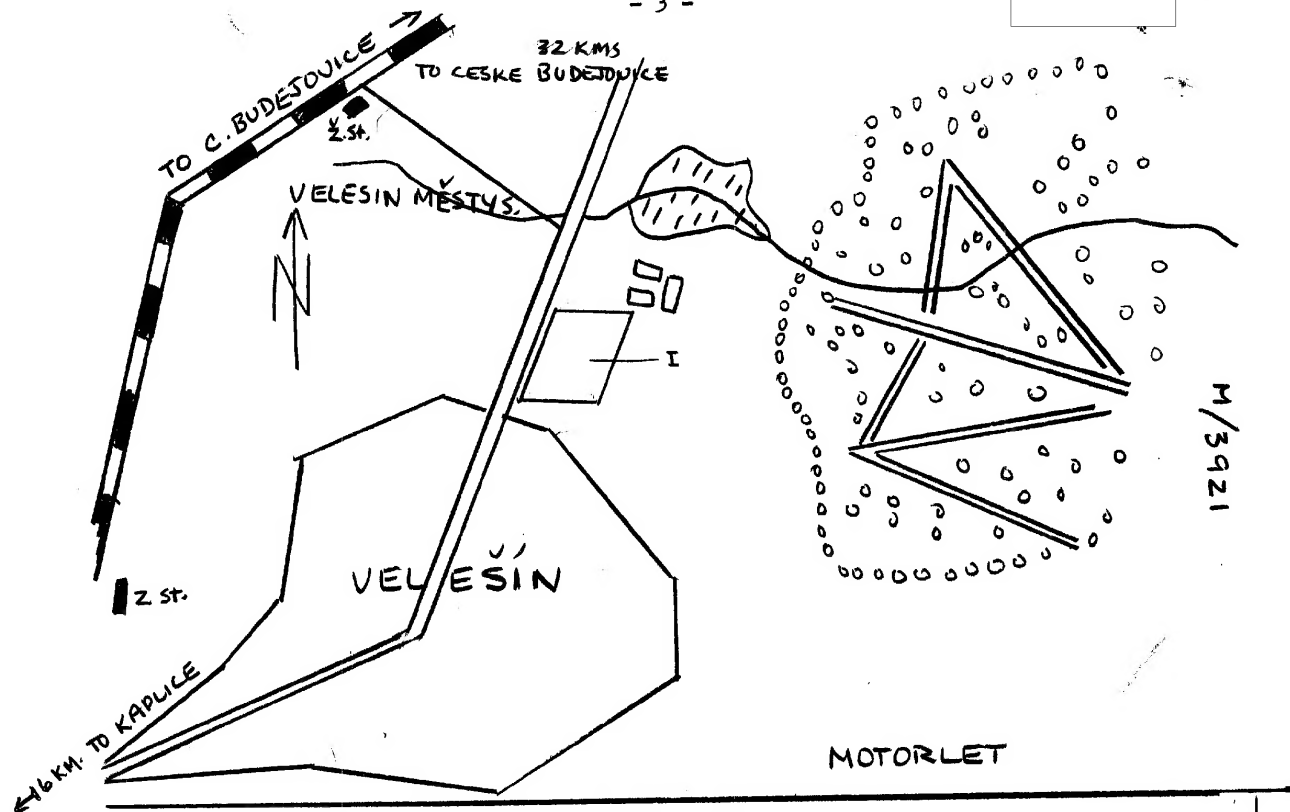 - 3 -
32 KMS
TO CESKE BUDEJOVICE
TO C. BUDEJOVICE
Ž.St.
VELESIN MĚSTYS.
N
I
M/3921
VELEŠÍN
Z St.
16 KM. TO KAPLICE
MOTORLET